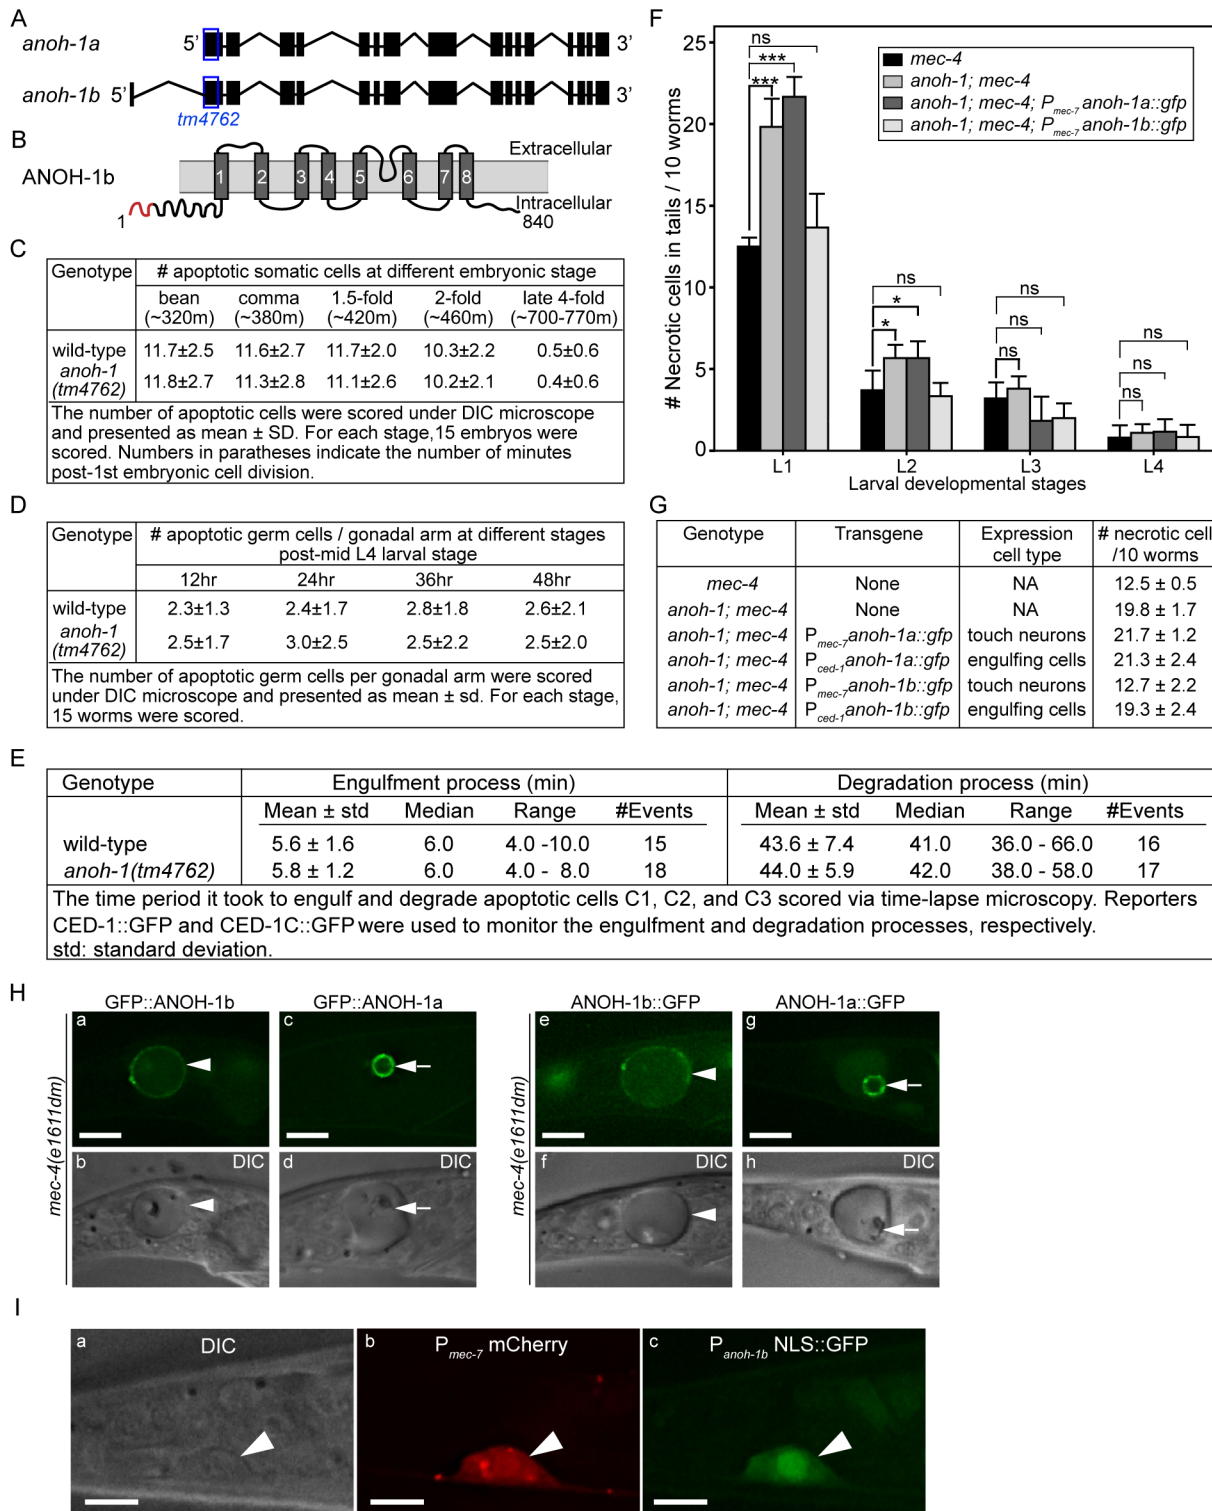 A
anoh-1a 5’ 3’
anoh-1b 5’ 3’
tm4762
B
Extracellular
ANOH-1b
1 2 3 4 5 6 7 8
Intracellular
1 840
C
Genotype # apoptotic somatic cells at different embryonic stage
bean comma 1.5-fold 2-fold late 4-fold
(~320m) (~380m) (~420m) (~460m) (~700-770m)
wild-type 11.7±2.5 11.6±2.7 11.7±2.0 10.3±2.2 0.5±0.6
anoh-1
(tm4762) 11.8±2.7 11.3±2.8 11.1±2.6 10.2±2.1 0.4±0.6
The number of apoptotic cells were scored under DIC microscope
and presented as mean ± SD. For each stage,15 embryos were
scored. Numbers in paratheses indicate the number of minutes
post-1st embryonic cell division.
D
Genotype # apoptotic germ cells / gonadal arm at different stages
post-mid L4 larval stage
12hr 24hr 36hr 48hr
wild-type 2.3±1.3 2.4±1.7 2.8±1.8 2.6±2.1
anoh-1
(tm4762) 2.5±1.7 3.0±2.5 2.5±2.2 2.5±2.0
The number of apoptotic germ cells per gonadal arm were scored
under DIC microscope and presented as mean ± sd. For each stage,
15 worms were scored.
E
Genotype Engulfment process (min) Degradation process (min)
Mean ± std Median Range #Events Mean ± std Median Range #Events
wild-type 5.6 ± 1.6 6.0 4.0 -10.0 15 43.6 ± 7.4 41.0 36.0 - 66.0 16
anoh-1(tm4762) 5.8 ± 1.2 6.0 4.0 - 8.0 18 44.0 ± 5.9 42.0 38.0 - 58.0 17
The time period it took to engulf and degrade apoptotic cells C1, C2, and C3 scored via time-lapse microscopy. Reporters
CED-1::GFP and CED-1C::GFP were used to monitor the engulfment and degradation processes, respectively.
std: standard deviation.
F
# Necrotic cells in tails / 10 worms
25
20
15
10
5
0
mec-4
anoh-1; mec-4
anoh-1; mec-4; Pmec-7 anoh-1a::gfp
anoh-1; mec-4; Pmec-7 anoh-1b::gfp
ns
***
***
ns
*
*
ns
ns
ns
ns
ns
ns
L1 L2 L3 L4
Larval developmental stages
G
Genotype Transgene Expression # necrotic cell
cell type /10 worms
mec-4 None NA 12.5 ± 0.5
anoh-1; mec-4 None NA 19.8 ± 1.7
anoh-1; mec-4 Pmec-7anoh-1a::gfp touch neurons 21.7 ± 1.2
anoh-1; mec-4 Pced-1anoh-1a::gfp engulfing cells 21.3 ± 2.4
anoh-1; mec-4 Pmec-7anoh-1b::gfp touch neurons 12.7 ± 2.2
anoh-1; mec-4 Pced-1anoh-1b::gfp engulfing cells 19.3 ± 2.4
H
GFP::ANOH-1b GFP::ANOH-1a ANOH-1b::GFP ANOH-1a::GFP
mec-4(e1611dm)
a c
b DIC d DIC
mec-4(e1611dm)
e g
f DIC h DIC
I
a DIC
b Pmec-7 mCherry
c Panoh-1b NLS::GFP